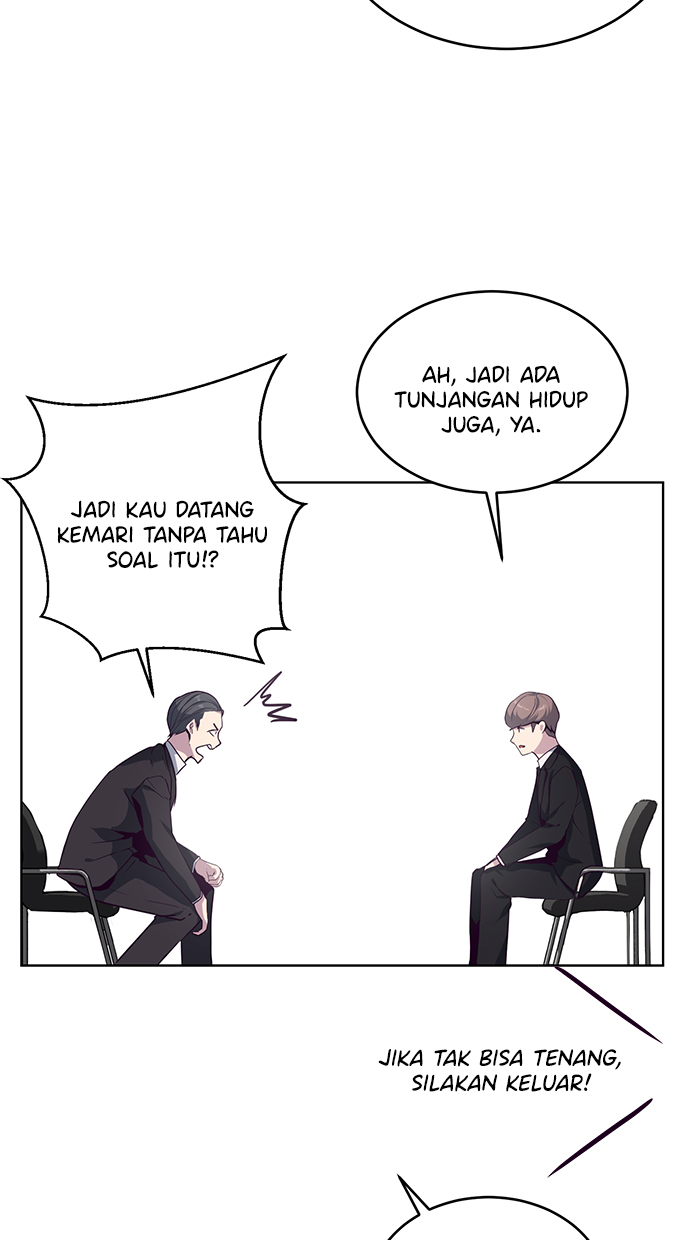 AH, JADI ADA
TUNJANGAN HIDUP
JUGA, YA.
JADI KAU DATANG
KEMARI TANPA TAHU
SOAL ITU!?
JIKA TAK BISA TENANG,
SILAKAN KELUAR!